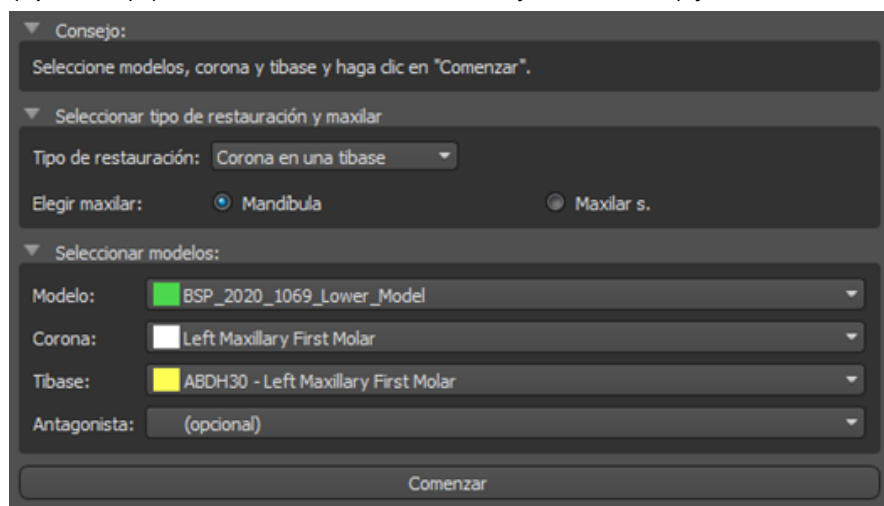 Consejo:
Seleccione modelos, corona y tibase y haga clic en "Comenzar".
Seleccionar tipo de restauración y maxilar
Tipo de restauración: Corona en una tibase
Elegir maxilar: Mandíbula Maxilar s.
Seleccionar modelos:
Modelo: BSP_2020_1069_Lower_Model
Corona: Left Maxillary First Molar
Tibase: ABDH30 - Left Maxillary First Molar
Antagonista: (opcional)
Comenzar